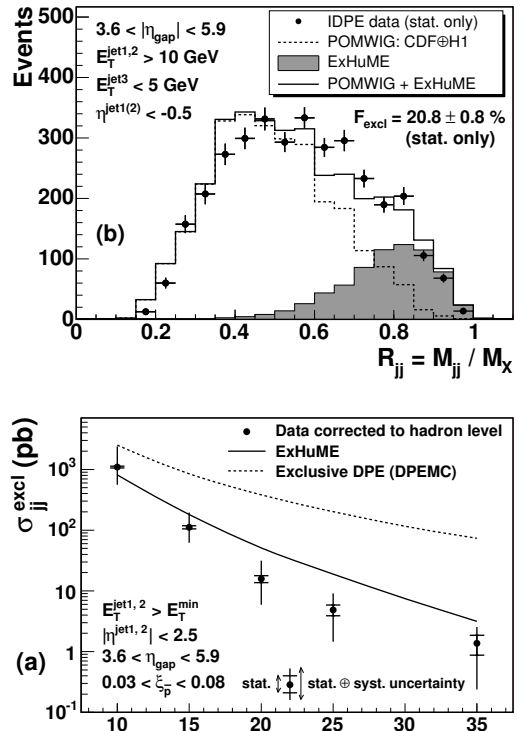 Events
500
400
300
200
100
0
3.6 < |η_gap| < 5.9
E_T^jet1,2 > 10 GeV
E_T^jet3 < 5 GeV
η^jet1(2) < -0.5
IDPE data (stat. only)
POMWIG: CDF⊕H1
ExHuME
POMWIG + ExHuME
F_excl = 20.8 ± 0.8 %
(stat. only)
(b)
0 0.2 0.4 0.6 0.8 1
R_jj = M_jj / M_X
σ_jj^excl (pb)
10^3
10^2
10
1
10^-1
Data corrected to hadron level
ExHuME
Exclusive DPE (DPEMC)
E_T^jet1, 2 > E_T^min
|η^jet1, 2| < 2.5
3.6 < η_gap < 5.9
0.03 < ξ_p̄ < 0.08
(a)
stat. stat. ⊕ syst. uncertainty
10 15 20 25 30 35